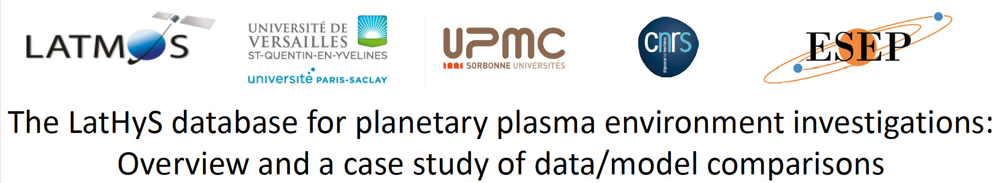 LATMOS
UNIVERSITÉ DE
VERSAILLES
ST-QUENTIN-EN-YVELINES
université PARIS-SACLAY
UPMC
SORBONNE UNIVERSITÉS
cnrs
dépasser les frontières
ESEP
The LatHyS database for planetary plasma environment investigations:
Overview and a case study of data/model comparisons